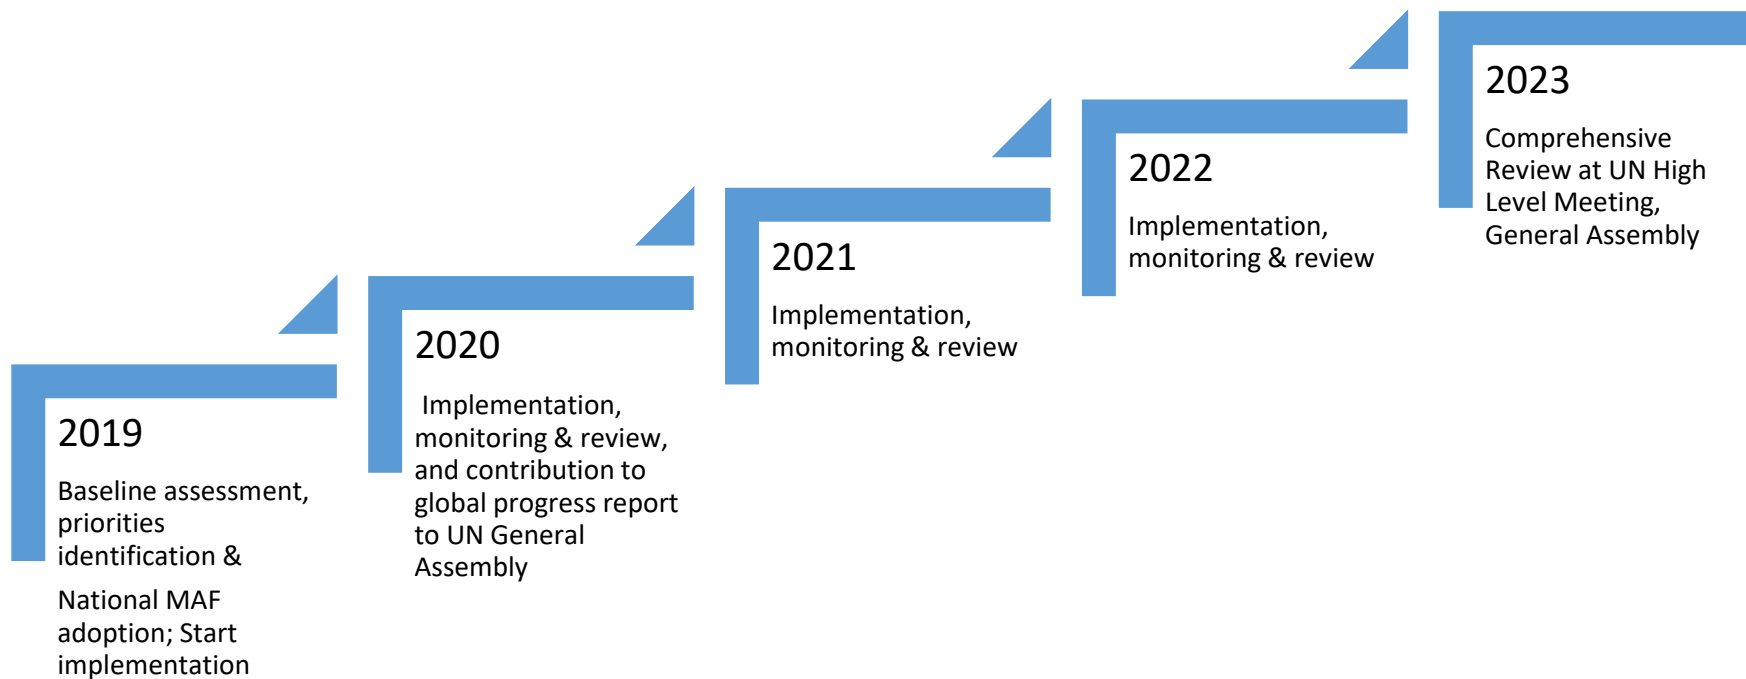 2019
Baseline assessment,
priorities
identification &
National MAF
adoption; Start
implementation
2020
Implementation,
monitoring & review,
and contribution to
global progress report
to UN General
Assembly
2021
Implementation,
monitoring & review
2022
Implementation,
monitoring & review
2023
Comprehensive
Review at UN High
Level Meeting,
General Assembly